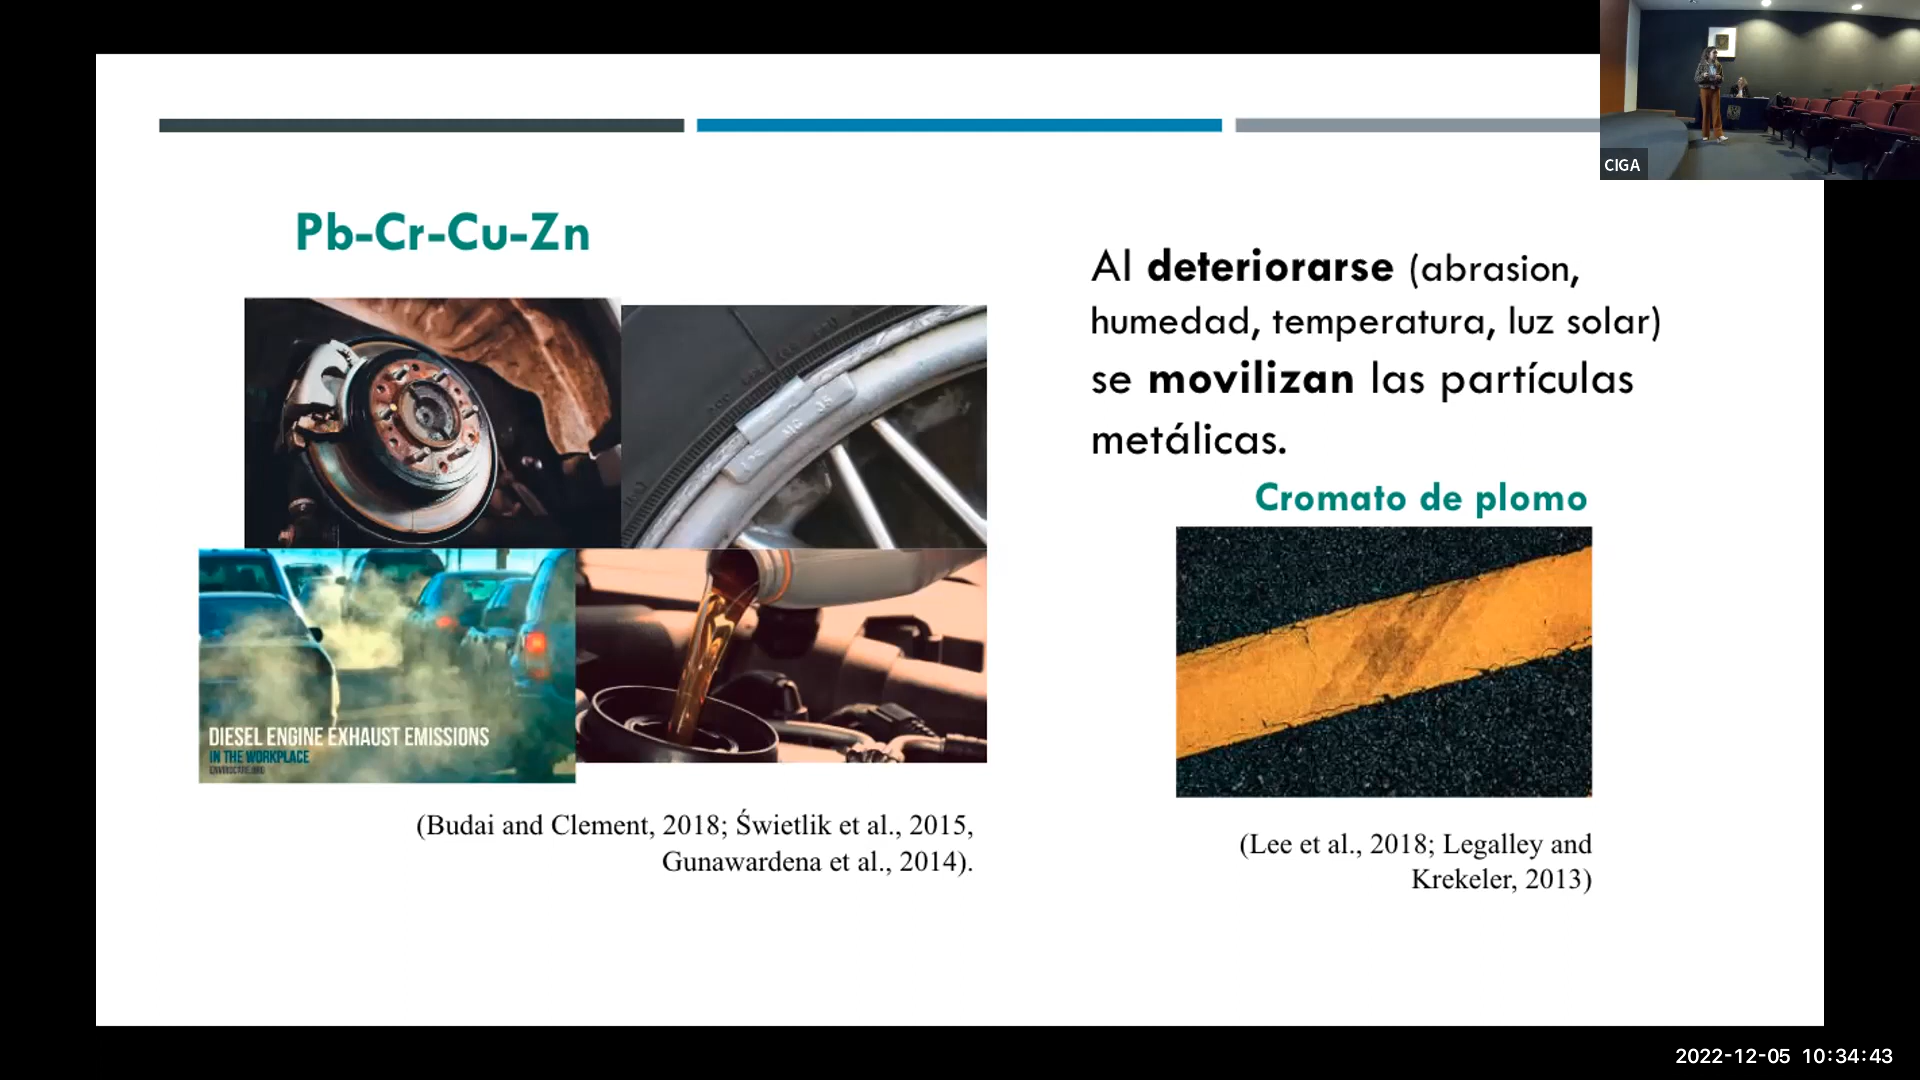 CIGA
Pb-Cr-Cu-Zn
DIESEL ENGINE EXHAUST EMISSIONS
IN THE WORKPLACE
ENVIROCARE.ORG
(Budai and Clement, 2018; Świetlik et al., 2015,
Gunawardena et al., 2014).
Al deteriorarse (abrasion,
humedad, temperatura, luz solar)
se movilizan las partículas
metálicas.
Cromato de plomo
(Lee et al., 2018; Legalley and
Krekeler, 2013)
2022-12-05 10:34:43